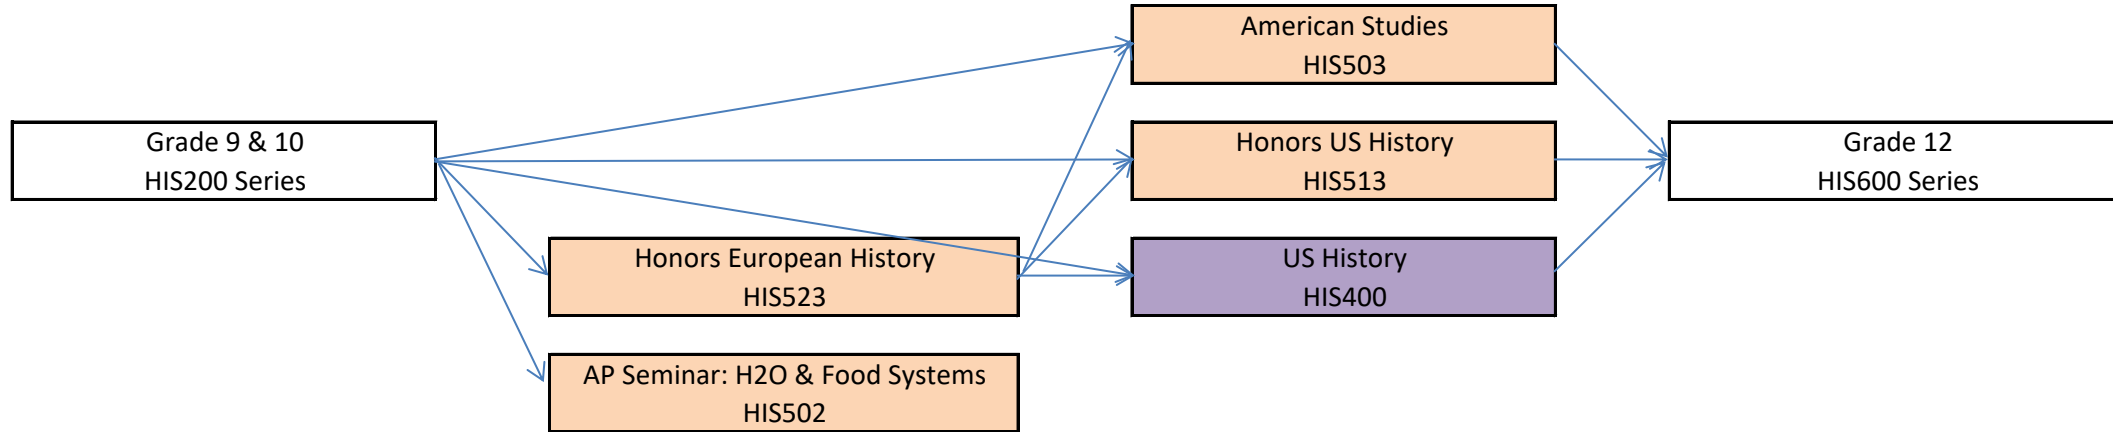 American Studies
HIS503
Grade 9 & 10
HIS200 Series
Honors US History
HIS513
Grade 12
HIS600 Series
Honors European History
HIS523
US History
HIS400
AP Seminar: H2O & Food Systems
HIS502